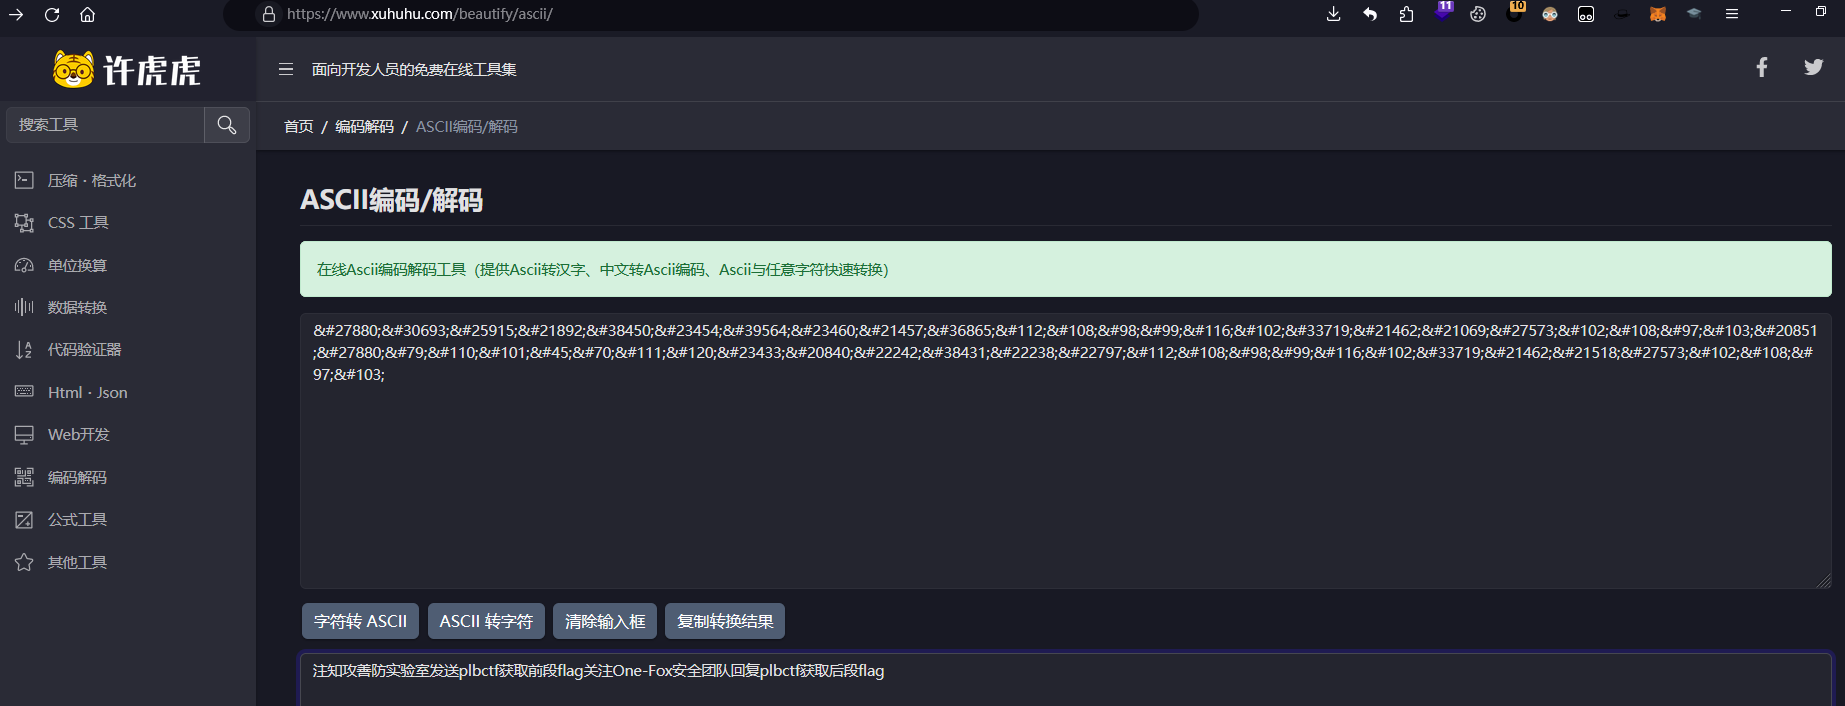 https://www.xuhuhu.com/beautify/ascii/
11
10
许虎虎
面向开发人员的免费在线工具集
搜索工具
首页 / 编码解码 / ASCII编码/解码
压缩 · 格式化
CSS 工具
单位换算
数据转换
代码验证器
Html · Json
Web开发
编码解码
公式工具
其他工具
ASCII编码/解码
在线Ascii编码解码工具（提供Ascii转汉字、中文转Ascii编码、Ascii与任意字符快速转换）
&#27880;&#30693;&#25915;&#21892;&#38450;&#23454;&#39564;&#23460;&#21457;&#36865;&#112;&#108;&#98;&#99;&#116;&#102;&#33719;&#21462;&#21069;&#27573;&#102;&#108;&#97;&#103;&#20851
;&#27880;&#79;&#110;&#101;&#45;&#70;&#111;&#120;&#23433;&#20840;&#22242;&#38431;&#22238;&#22797;&#112;&#108;&#98;&#99;&#116;&#102;&#33719;&#21462;&#21518;&#27573;&#102;&#108;&#
97;&#103;
字符转 ASCII
ASCII 转字符
清除输入框
复制转换结果
注知攻善防实验室发送plbctf获取前段flag关注One-Fox安全团队回复plbctf获取后段flag